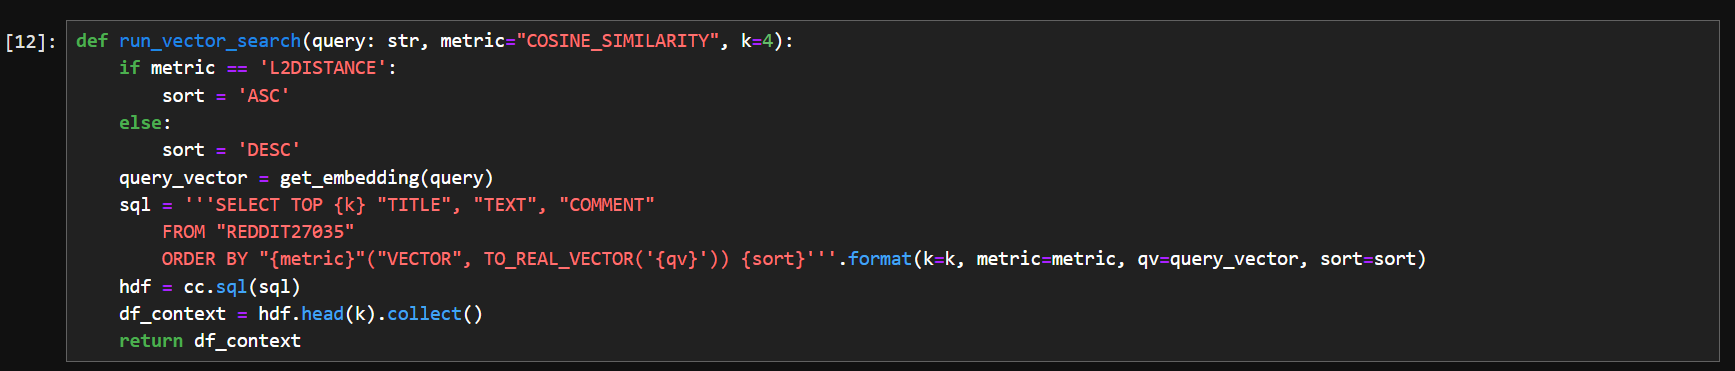 [12]: def run_vector_search(query: str, metric="COSINE_SIMILARITY", k=4):
    if metric == 'L2DISTANCE':
        sort = 'ASC'
    else:
        sort = 'DESC'
    query_vector = get_embedding(query)
    sql = '''SELECT TOP {k} "TITLE", "TEXT", "COMMENT"
        FROM "REDDIT27035"
        ORDER BY "{metric}"("VECTOR", TO_REAL_VECTOR('{qv}')) {sort}'''.format(k=k, metric=metric, qv=query_vector, sort=sort)
    hdf = cc.sql(sql)
    df_context = hdf.head(k).collect()
    return df_context